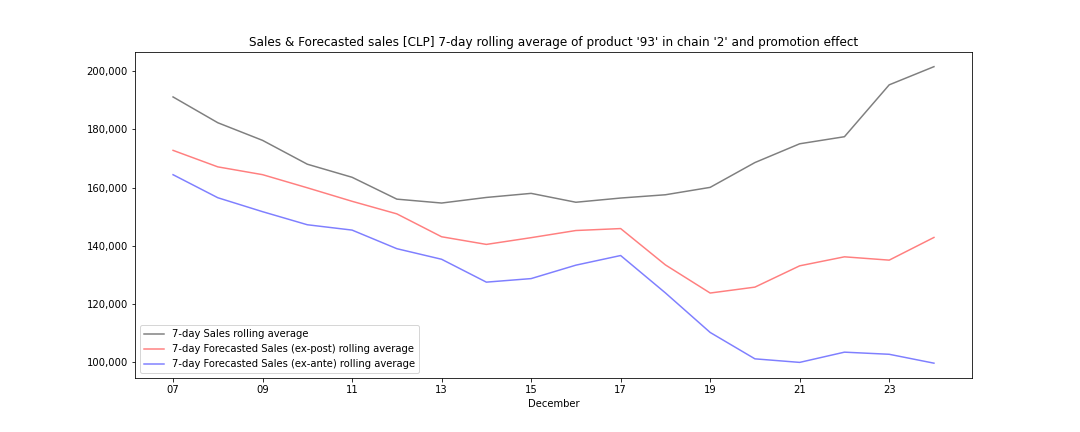 Sales & Forecasted sales [CLP] 7-day rolling average of product '93' in chain '2' and promotion effect
200,000
180,000
160,000
140,000
120,000
100,000
7-day Sales rolling average
7-day Forecasted Sales (ex-post) rolling average
7-day Forecasted Sales (ex-ante) rolling average
07 09 11 13 15 17 19 21 23
December